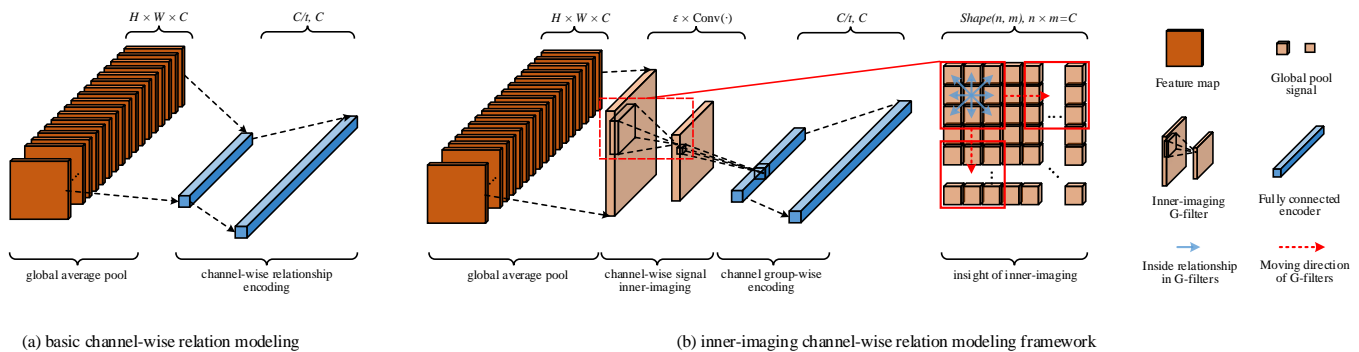 H × W × C
C/t, C
global average pool
channel-wise relationship
encoding
(a) basic channel-wise relation modeling
H × W × C
ε × Conv(·)
C/t, C
Shape(n, m), n × m=C
global average pool
channel-wise signal
inner-imaging
channel group-wise
encoding
insight of inner-imaging
(b) inner-imaging channel-wise relation modeling framework
Feature map
Global pool
signal
Inner-imaging
G-filter
Fully connected
encoder
Inside relationship
in G-filters
Moving direction
of G-filters